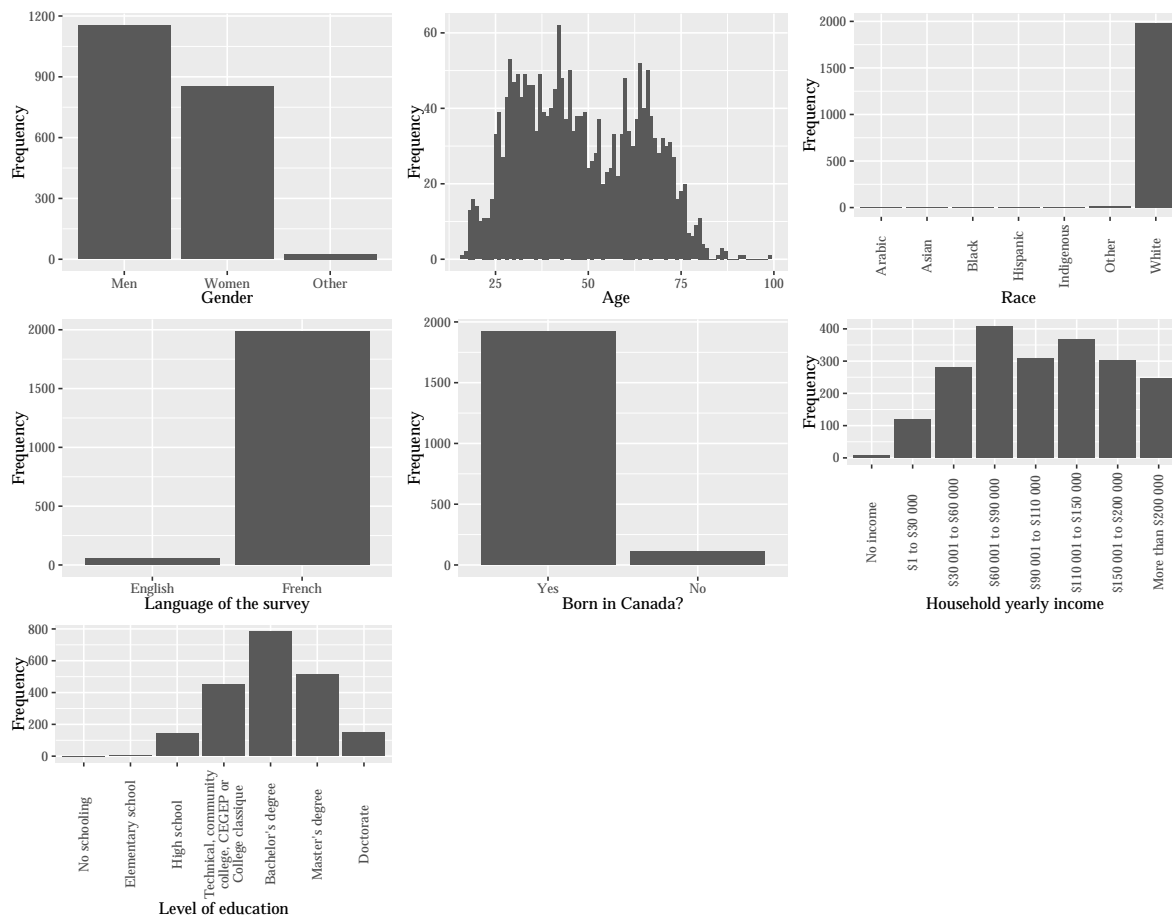 Frequency
1200
900
600
300
0
Men
Women
Other
Gender
Frequency
60
40
20
0
25
50
75
100
Age
Frequency
2000
1500
1000
500
0
Arabic
Asian
Black
Hispanic
Indigenous
Other
White
Race
Frequency
2000
1500
1000
500
0
English
French
Language of the survey
Frequency
2000
1500
1000
500
0
Yes
No
Born in Canada?
Frequency
400
300
200
100
0
No income
$1 to $30 000
$30 001 to $60 000
$60 001 to $90 000
$90 001 to $110 000
$110 001 to $150 000
$150 001 to $200 000
More than $200 000
Household yearly income
Frequency
800
600
400
200
0
No schooling
Elementary school
High school
Technical, community
college, CEGEP or
College classique
Bachelor's degree
Master's degree
Doctorate
Level of education